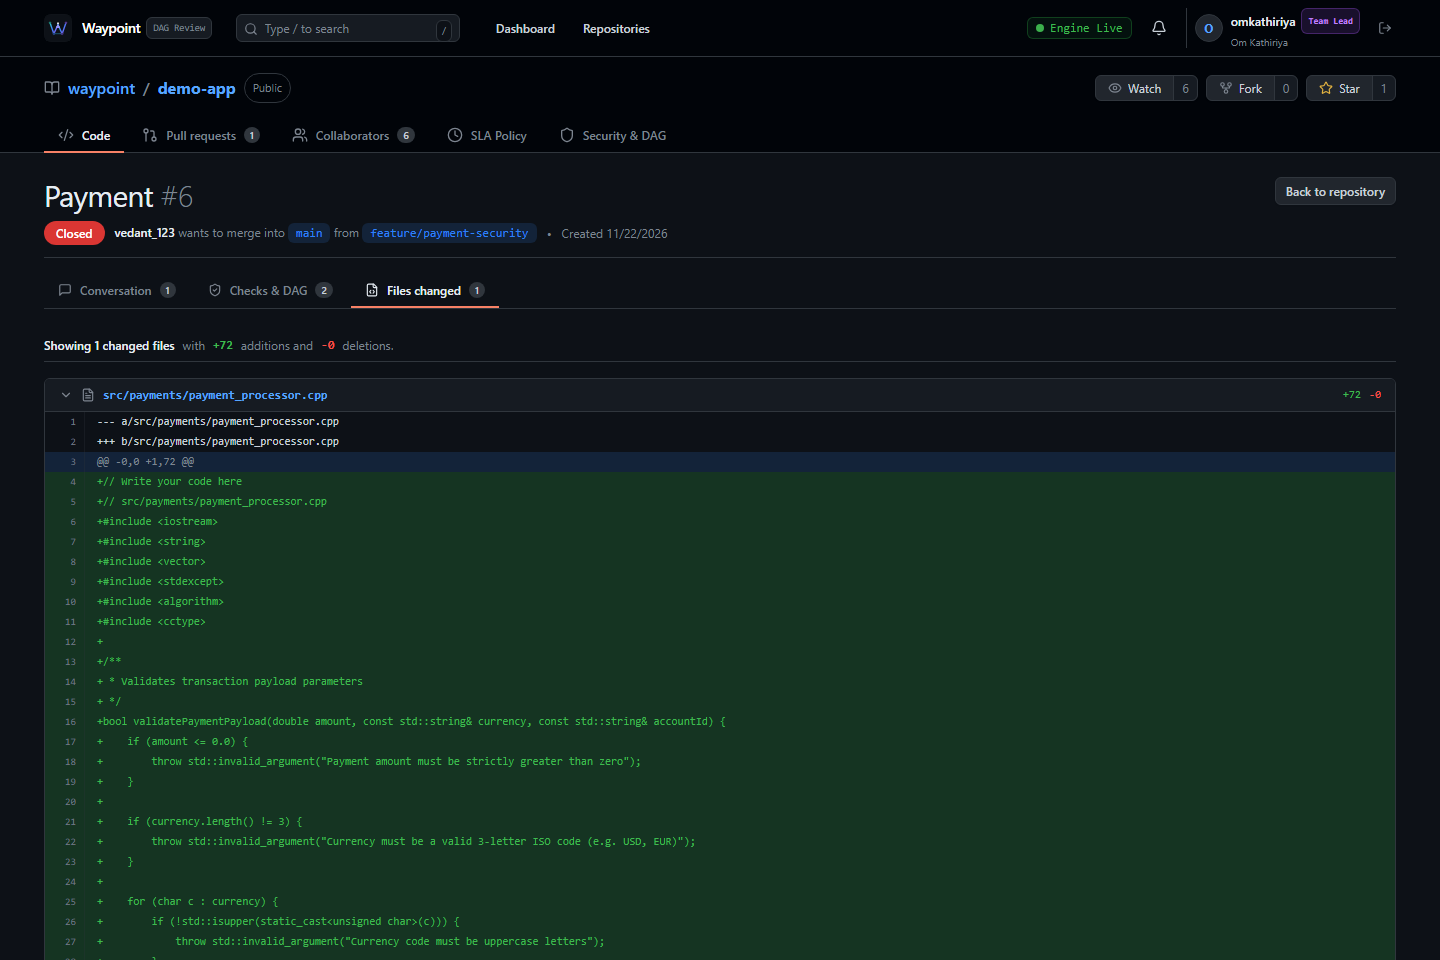 Waypoint DAG Review Type / to search / Dashboard Repositories Engine Live O omkathiriya Team Lead
Om Kathiriya
waypoint / demo-app Public Watch 6 Fork 0 Star 1
Code Pull requests 1 Collaborators 6 SLA Policy Security & DAG
Payment #6 Back to repository
Closed vedant_123 wants to merge into main from feature/payment-security • Created 11/22/2026
Conversation 1 Checks & DAG 2 Files changed 1
Showing 1 changed files with +72 additions and -0 deletions.
src/payments/payment_processor.cpp +72 -0
1 --- a/src/payments/payment_processor.cpp
2 +++ b/src/payments/payment_processor.cpp
3 @@ -0,0 +1,72 @@
4 +// Write your code here
5 +// src/payments/payment_processor.cpp
6 +#include <iostream>
7 +#include <string>
8 +#include <vector>
9 +#include <stdexcept>
10 +#include <algorithm>
11 +#include <cctype>
12 +
13 +/**
14 + * Validates transaction payload parameters
15 + */
16 +bool validatePaymentPayload(double amount, const std::string& currency, const std::string& accountId) {
17 +    if (amount <= 0.0) {
18 +        throw std::invalid_argument("Payment amount must be strictly greater than zero");
19 +    }
20 +
21 +    if (currency.length() != 3) {
22 +        throw std::invalid_argument("Currency must be a valid 3-letter ISO code (e.g. USD, EUR)");
23 +    }
24 +
25 +    for (char c : currency) {
26 +        if (!std::isupper(static_cast<unsigned char>(c))) {
27 +            throw std::invalid_argument("Currency code must be uppercase letters");